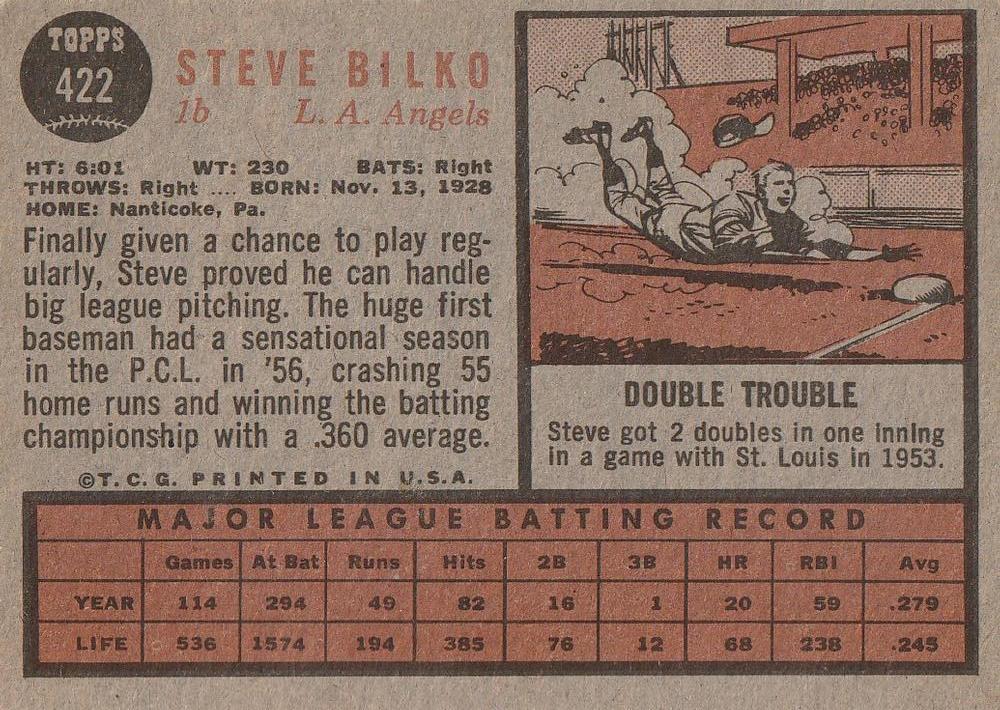 TOPPS
422
STEVE BILKO
1b L. A. Angels
HT: 6:01 WT: 230 BATS: Right
THROWS: Right .... BORN: Nov. 13, 1928
HOME: Nanticoke, Pa.
Finally given a chance to play reg-
ularly, Steve proved he can handle
big league pitching. The huge first
baseman had a sensational season
in the P.C.L. in '56, crashing 55
home runs and winning the batting
championship with a .360 average.
©T.C.G. PRINTED IN U.S.A.
DOUBLE TROUBLE
Steve got 2 doubles in one inning
in a game with St. Louis in 1953.
MAJOR LEAGUE BATTING RECORD
Games At Bat Runs Hits 2B 3B HR RBI Avg
YEAR 114 294 49 82 16 1 20 59 .279
LIFE 536 1574 194 385 76 12 68 238 .245